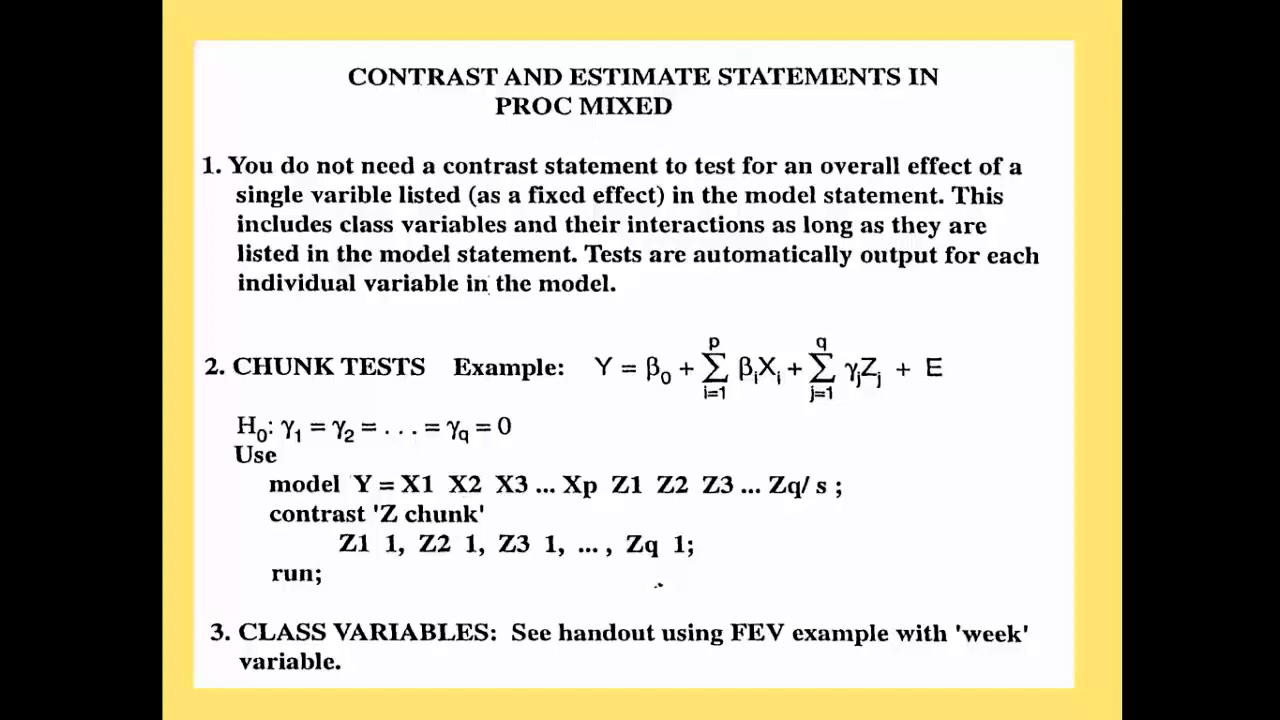 CONTRAST AND ESTIMATE STATEMENTS IN
PROC MIXED
1. You do not need a contrast statement to test for an overall effect of a
single varible listed (as a fixed effect) in the model statement. This
includes class variables and their interactions as long as they are
listed in the model statement. Tests are automatically output for each
individual variable in the model.
2. CHUNK TESTS Example: Y = β₀ + Σ_{i=1}^{p} βᵢXᵢ + Σ_{j=1}^{q} γⱼZⱼ + E
H₀: γ₁ = γ₂ = . . . = γ_q = 0
Use
model Y = X1 X2 X3 ... Xp Z1 Z2 Z3 ... Zq/ s ;
contrast 'Z chunk'
Z1 1, Z2 1, Z3 1, ... , Zq 1;
run;
3. CLASS VARIABLES: See handout using FEV example with 'week'
variable.